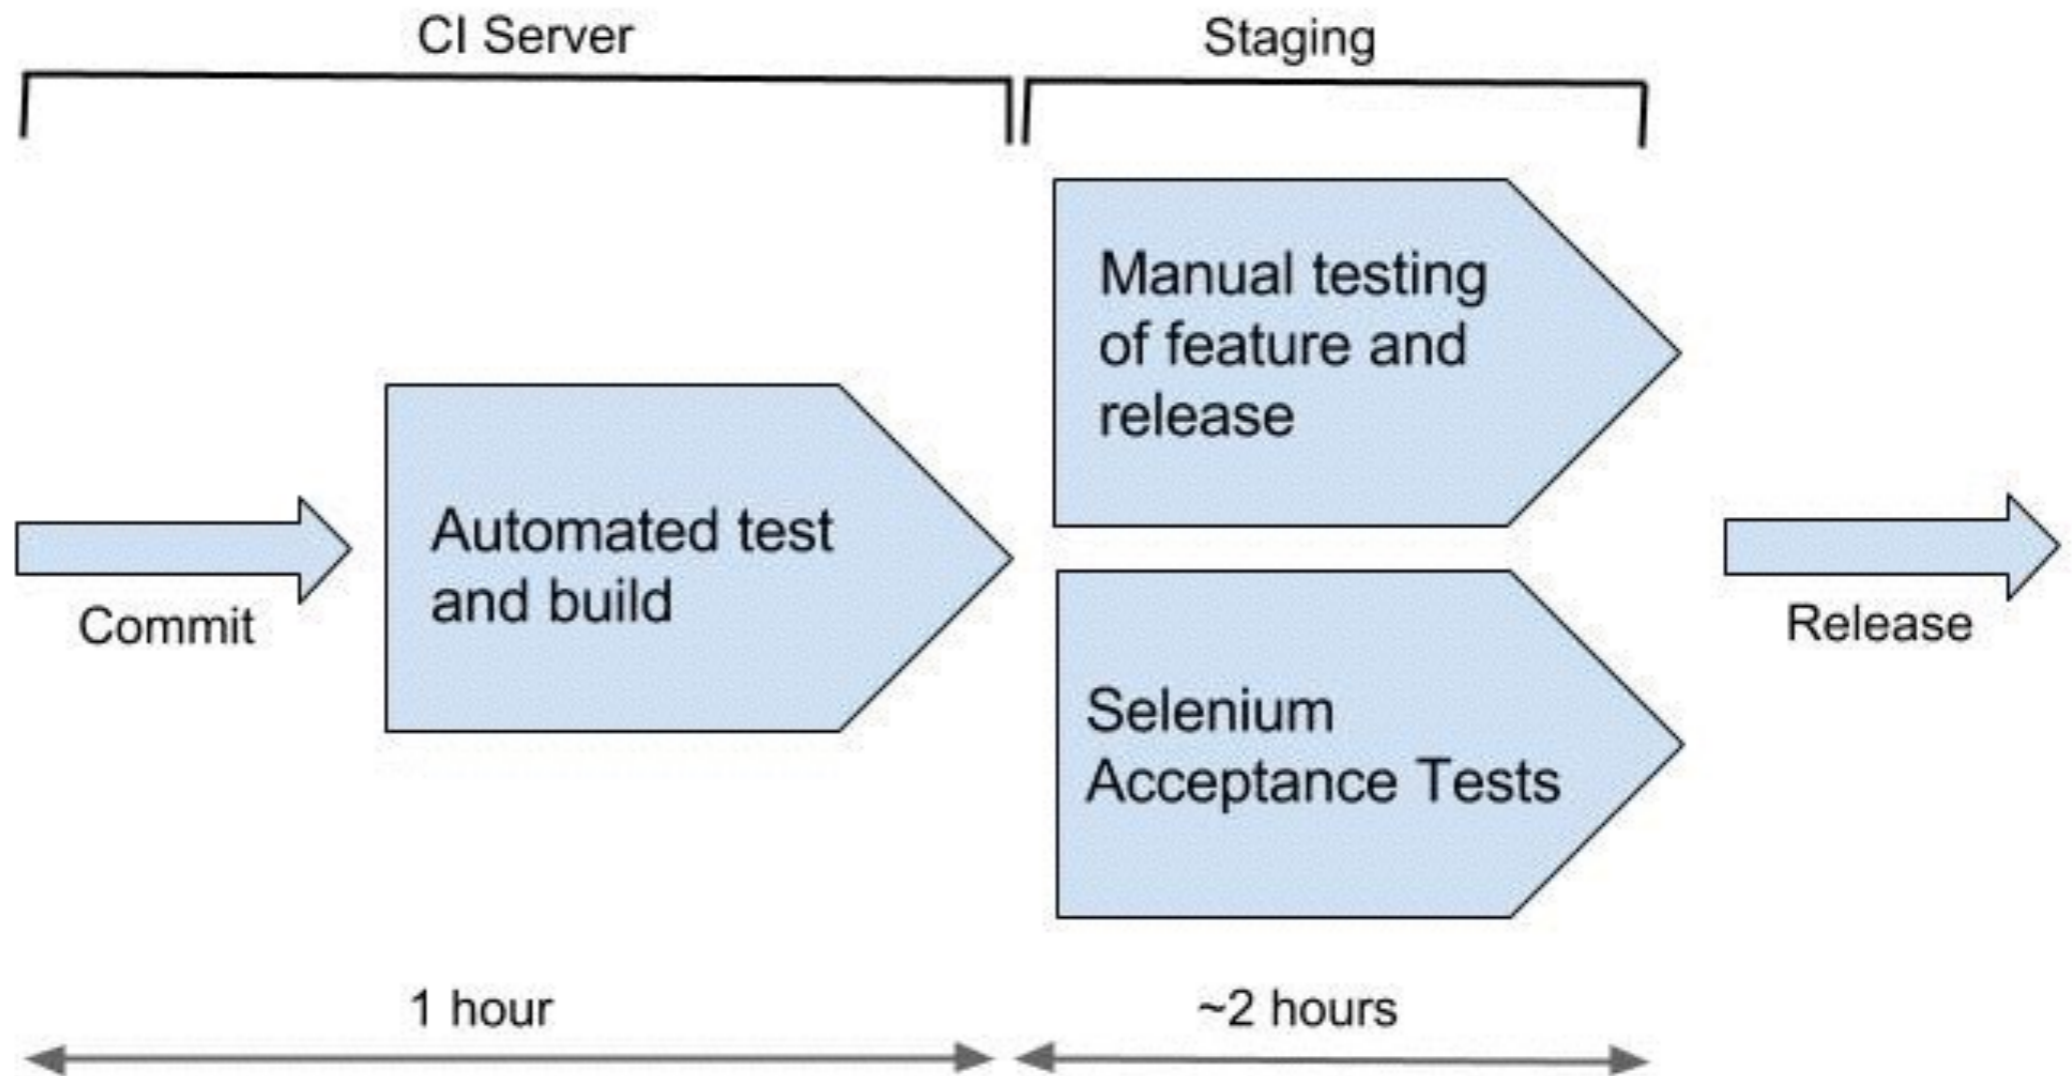 CI Server
Staging
Manual testing
of feature and
release
Automated test
and build
Commit
Selenium
Acceptance Tests
Release
1 hour
~2 hours